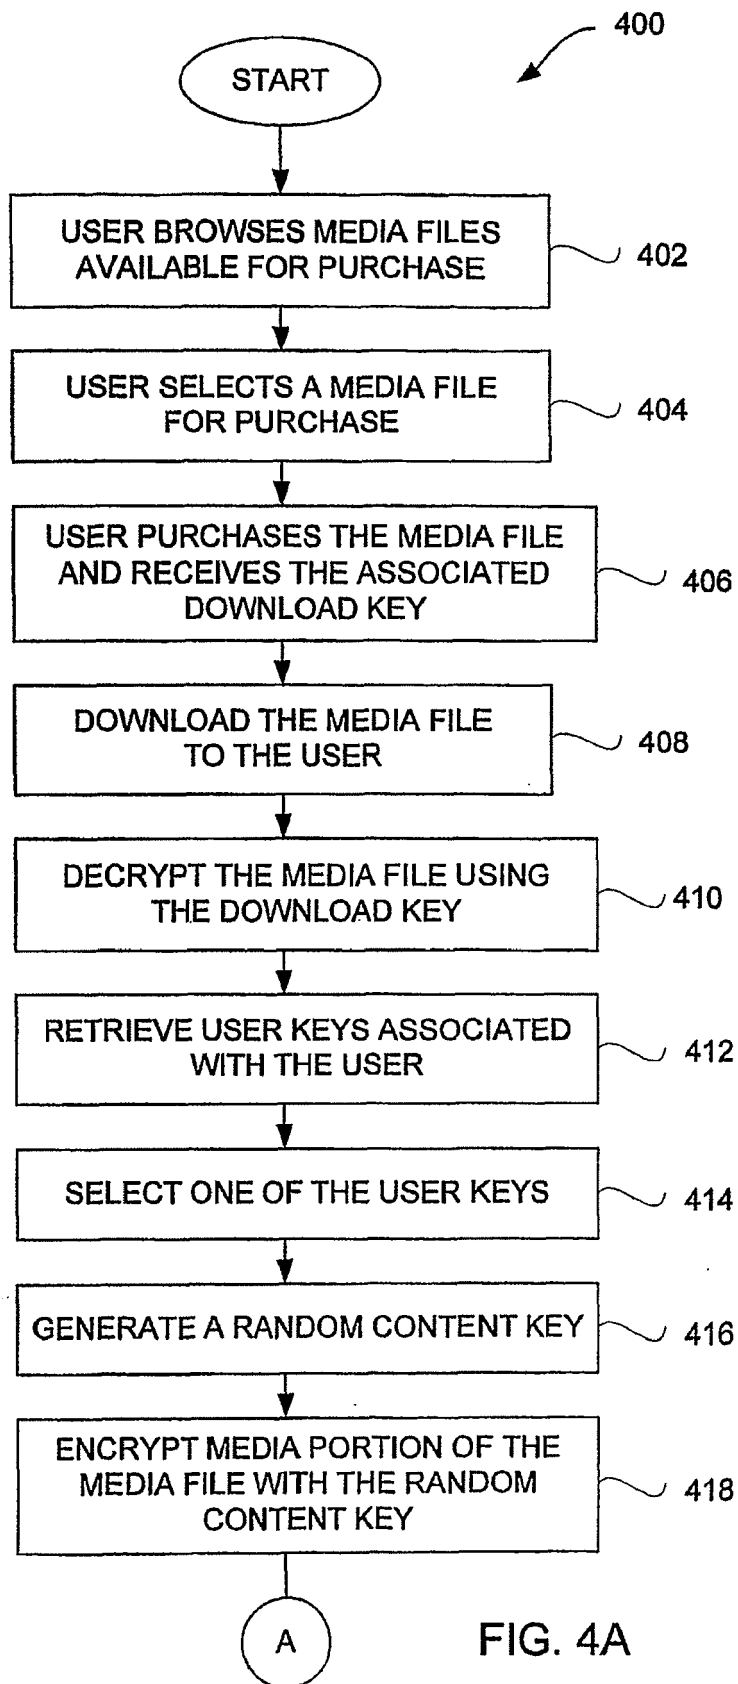 400
START
USER BROWSES MEDIA FILES
AVAILABLE FOR PURCHASE
402
USER SELECTS A MEDIA FILE
FOR PURCHASE
404
USER PURCHASES THE MEDIA FILE
AND RECEIVES THE ASSOCIATED
DOWNLOAD KEY
406
DOWNLOAD THE MEDIA FILE
TO THE USER
408
DECRYPT THE MEDIA FILE USING
THE DOWNLOAD KEY
410
RETRIEVE USER KEYS ASSOCIATED
WITH THE USER
412
SELECT ONE OF THE USER KEYS
414
GENERATE A RANDOM CONTENT KEY
416
ENCRYPT MEDIA PORTION OF THE
MEDIA FILE WITH THE RANDOM
CONTENT KEY
418
A
FIG. 4A